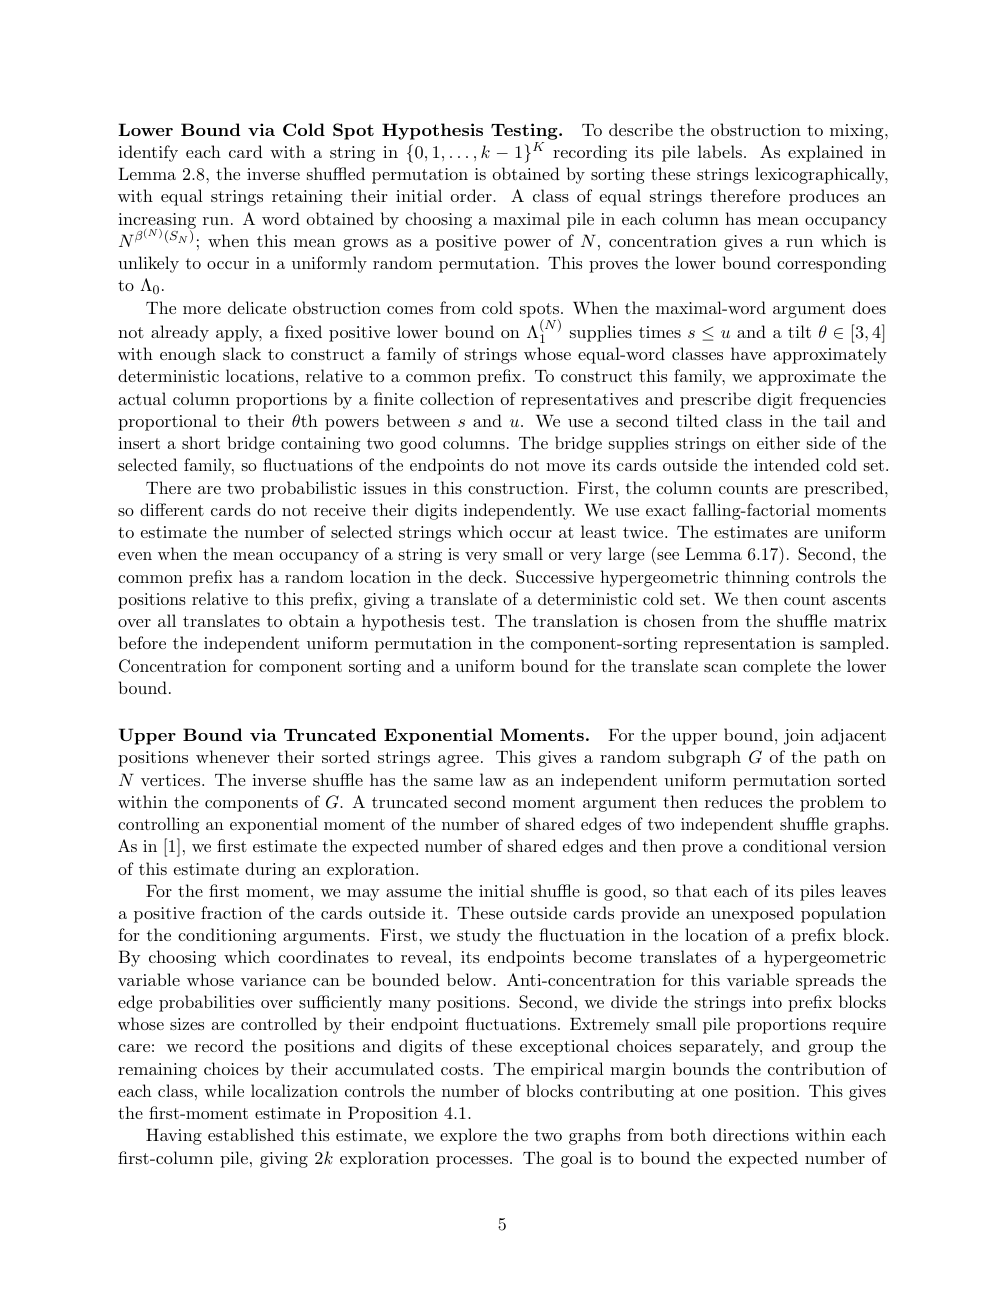 Lower Bound via Cold Spot Hypothesis Testing. To describe the obstruction to mixing,
identify each card with a string in {0, 1, . . . , k − 1}^K recording its pile labels. As explained in
Lemma 2.8, the inverse shuffled permutation is obtained by sorting these strings lexicographically,
with equal strings retaining their initial order. A class of equal strings therefore produces an
increasing run. A word obtained by choosing a maximal pile in each column has mean occupancy
N^{β^{(N)}(S_N)}; when this mean grows as a positive power of N, concentration gives a run which is
unlikely to occur in a uniformly random permutation. This proves the lower bound corresponding
to Λ_0.
The more delicate obstruction comes from cold spots. When the maximal-word argument does
not already apply, a fixed positive lower bound on Λ_1^{(N)} supplies times s ≤ u and a tilt θ ∈ [3, 4]
with enough slack to construct a family of strings whose equal-word classes have approximately
deterministic locations, relative to a common prefix. To construct this family, we approximate the
actual column proportions by a finite collection of representatives and prescribe digit frequencies
proportional to their θth powers between s and u. We use a second tilted class in the tail and
insert a short bridge containing two good columns. The bridge supplies strings on either side of the
selected family, so fluctuations of the endpoints do not move its cards outside the intended cold set.
There are two probabilistic issues in this construction. First, the column counts are prescribed,
so different cards do not receive their digits independently. We use exact falling-factorial moments
to estimate the number of selected strings which occur at least twice. The estimates are uniform
even when the mean occupancy of a string is very small or very large (see Lemma 6.17). Second, the
common prefix has a random location in the deck. Successive hypergeometric thinning controls the
positions relative to this prefix, giving a translate of a deterministic cold set. We then count ascents
over all translates to obtain a hypothesis test. The translation is chosen from the shuffle matrix
before the independent uniform permutation in the component-sorting representation is sampled.
Concentration for component sorting and a uniform bound for the translate scan complete the lower
bound.
Upper Bound via Truncated Exponential Moments. For the upper bound, join adjacent
positions whenever their sorted strings agree. This gives a random subgraph G of the path on
N vertices. The inverse shuffle has the same law as an independent uniform permutation sorted
within the components of G. A truncated second moment argument then reduces the problem to
controlling an exponential moment of the number of shared edges of two independent shuffle graphs.
As in [1], we first estimate the expected number of shared edges and then prove a conditional version
of this estimate during an exploration.
For the first moment, we may assume the initial shuffle is good, so that each of its piles leaves
a positive fraction of the cards outside it. These outside cards provide an unexposed population
for the conditioning arguments. First, we study the fluctuation in the location of a prefix block.
By choosing which coordinates to reveal, its endpoints become translates of a hypergeometric
variable whose variance can be bounded below. Anti-concentration for this variable spreads the
edge probabilities over sufficiently many positions. Second, we divide the strings into prefix blocks
whose sizes are controlled by their endpoint fluctuations. Extremely small pile proportions require
care: we record the positions and digits of these exceptional choices separately, and group the
remaining choices by their accumulated costs. The empirical margin bounds the contribution of
each class, while localization controls the number of blocks contributing at one position. This gives
the first-moment estimate in Proposition 4.1.
Having established this estimate, we explore the two graphs from both directions within each
first-column pile, giving 2k exploration processes. The goal is to bound the expected number of
5